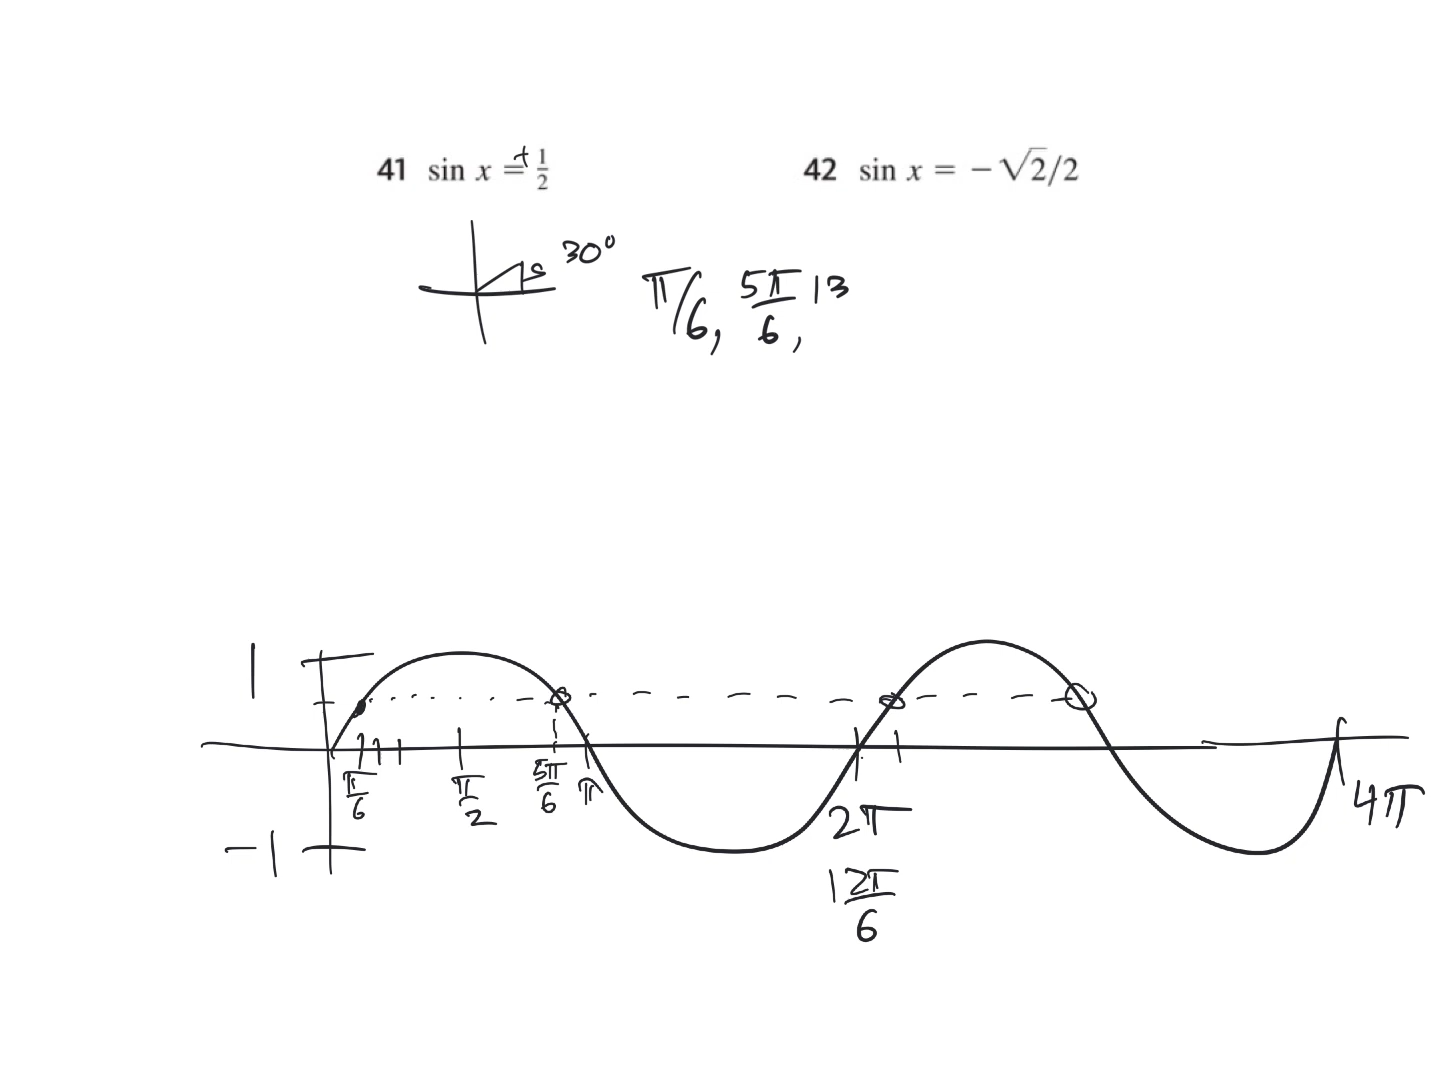 41 sin x = + 1/2 42 sin x = −√2/2
30°
π/6, 5π/6, 13
1
π/6 π/2 5π/6 π 2π 4π
−1
12π/6